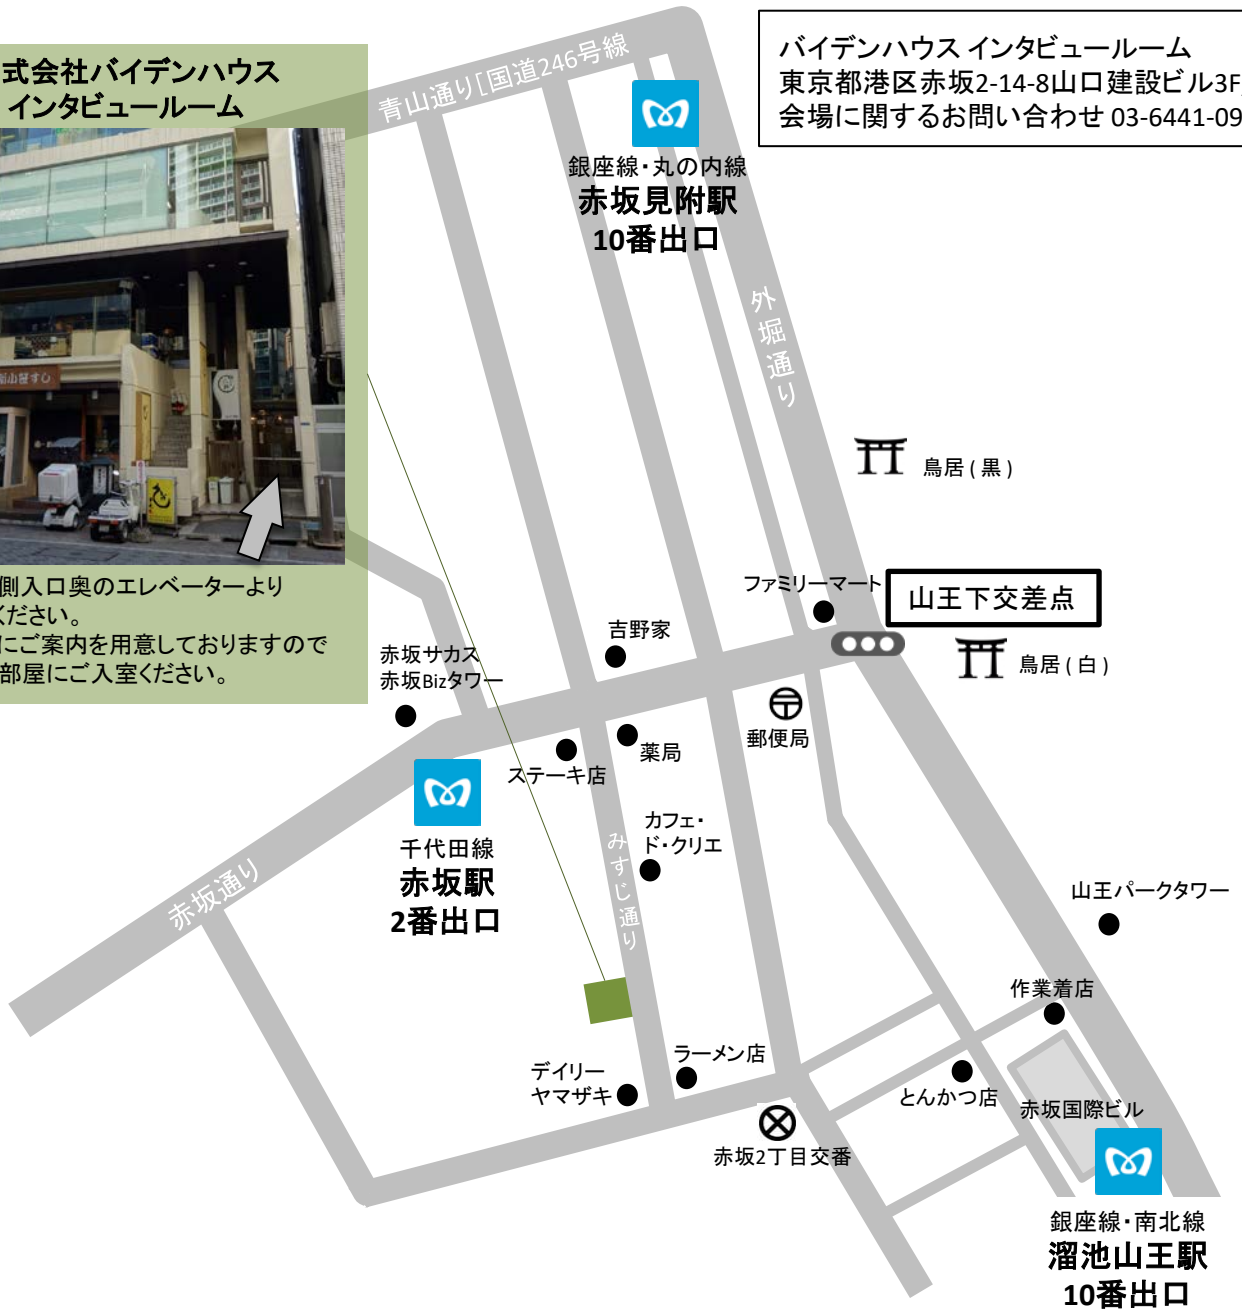 式会社バイデンハウス
インタビュールーム
側入口奥のエレベーターより
ください。
にご案内を用意しておりますので
部屋にご入室ください。
バイデンハウス インタビュールーム
東京都港区赤坂2-14-8山口建設ビル3F
会場に関するお問い合わせ 03-6441-09
青山通り[国道246号線
銀座線・丸の内線
赤坂見附駅
10番出口
外堀通り
鳥居(黒)
ファミリーマート
山王下交差点
鳥居(白)
吉野家
赤坂サカス
赤坂Bizタワー
郵便局
薬局
ステーキ店
千代田線
赤坂駅
2番出口
カフェ・
ド・クリエ
みすじ通り
赤坂通り
山王パークタワー
作業着店
ラーメン店
デイリー
ヤマザキ
とんかつ店
赤坂国際ビル
赤坂2丁目交番
銀座線・南北線
溜池山王駅
10番出口